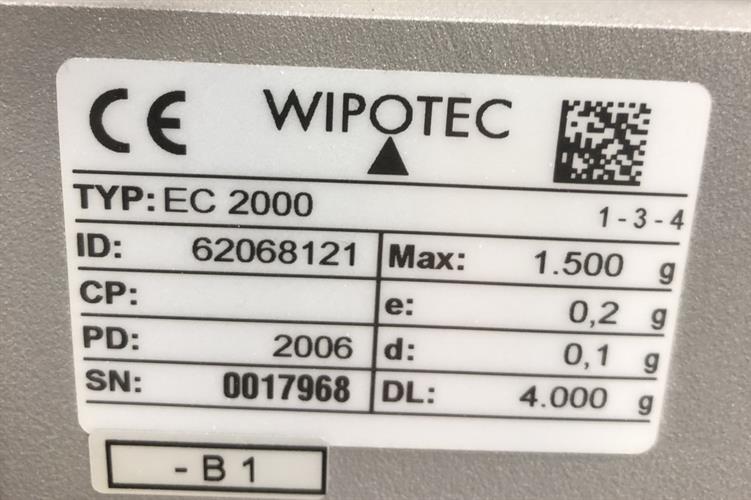 CE WIPOTEC
TYP: EC 2000 1-3-4
ID: 62068121 Max: 1.500 g
CP: e: 0,2 g
PD: 2006 d: 0,1 g
SN: 0017968 DL: 4.000 g
- B 1